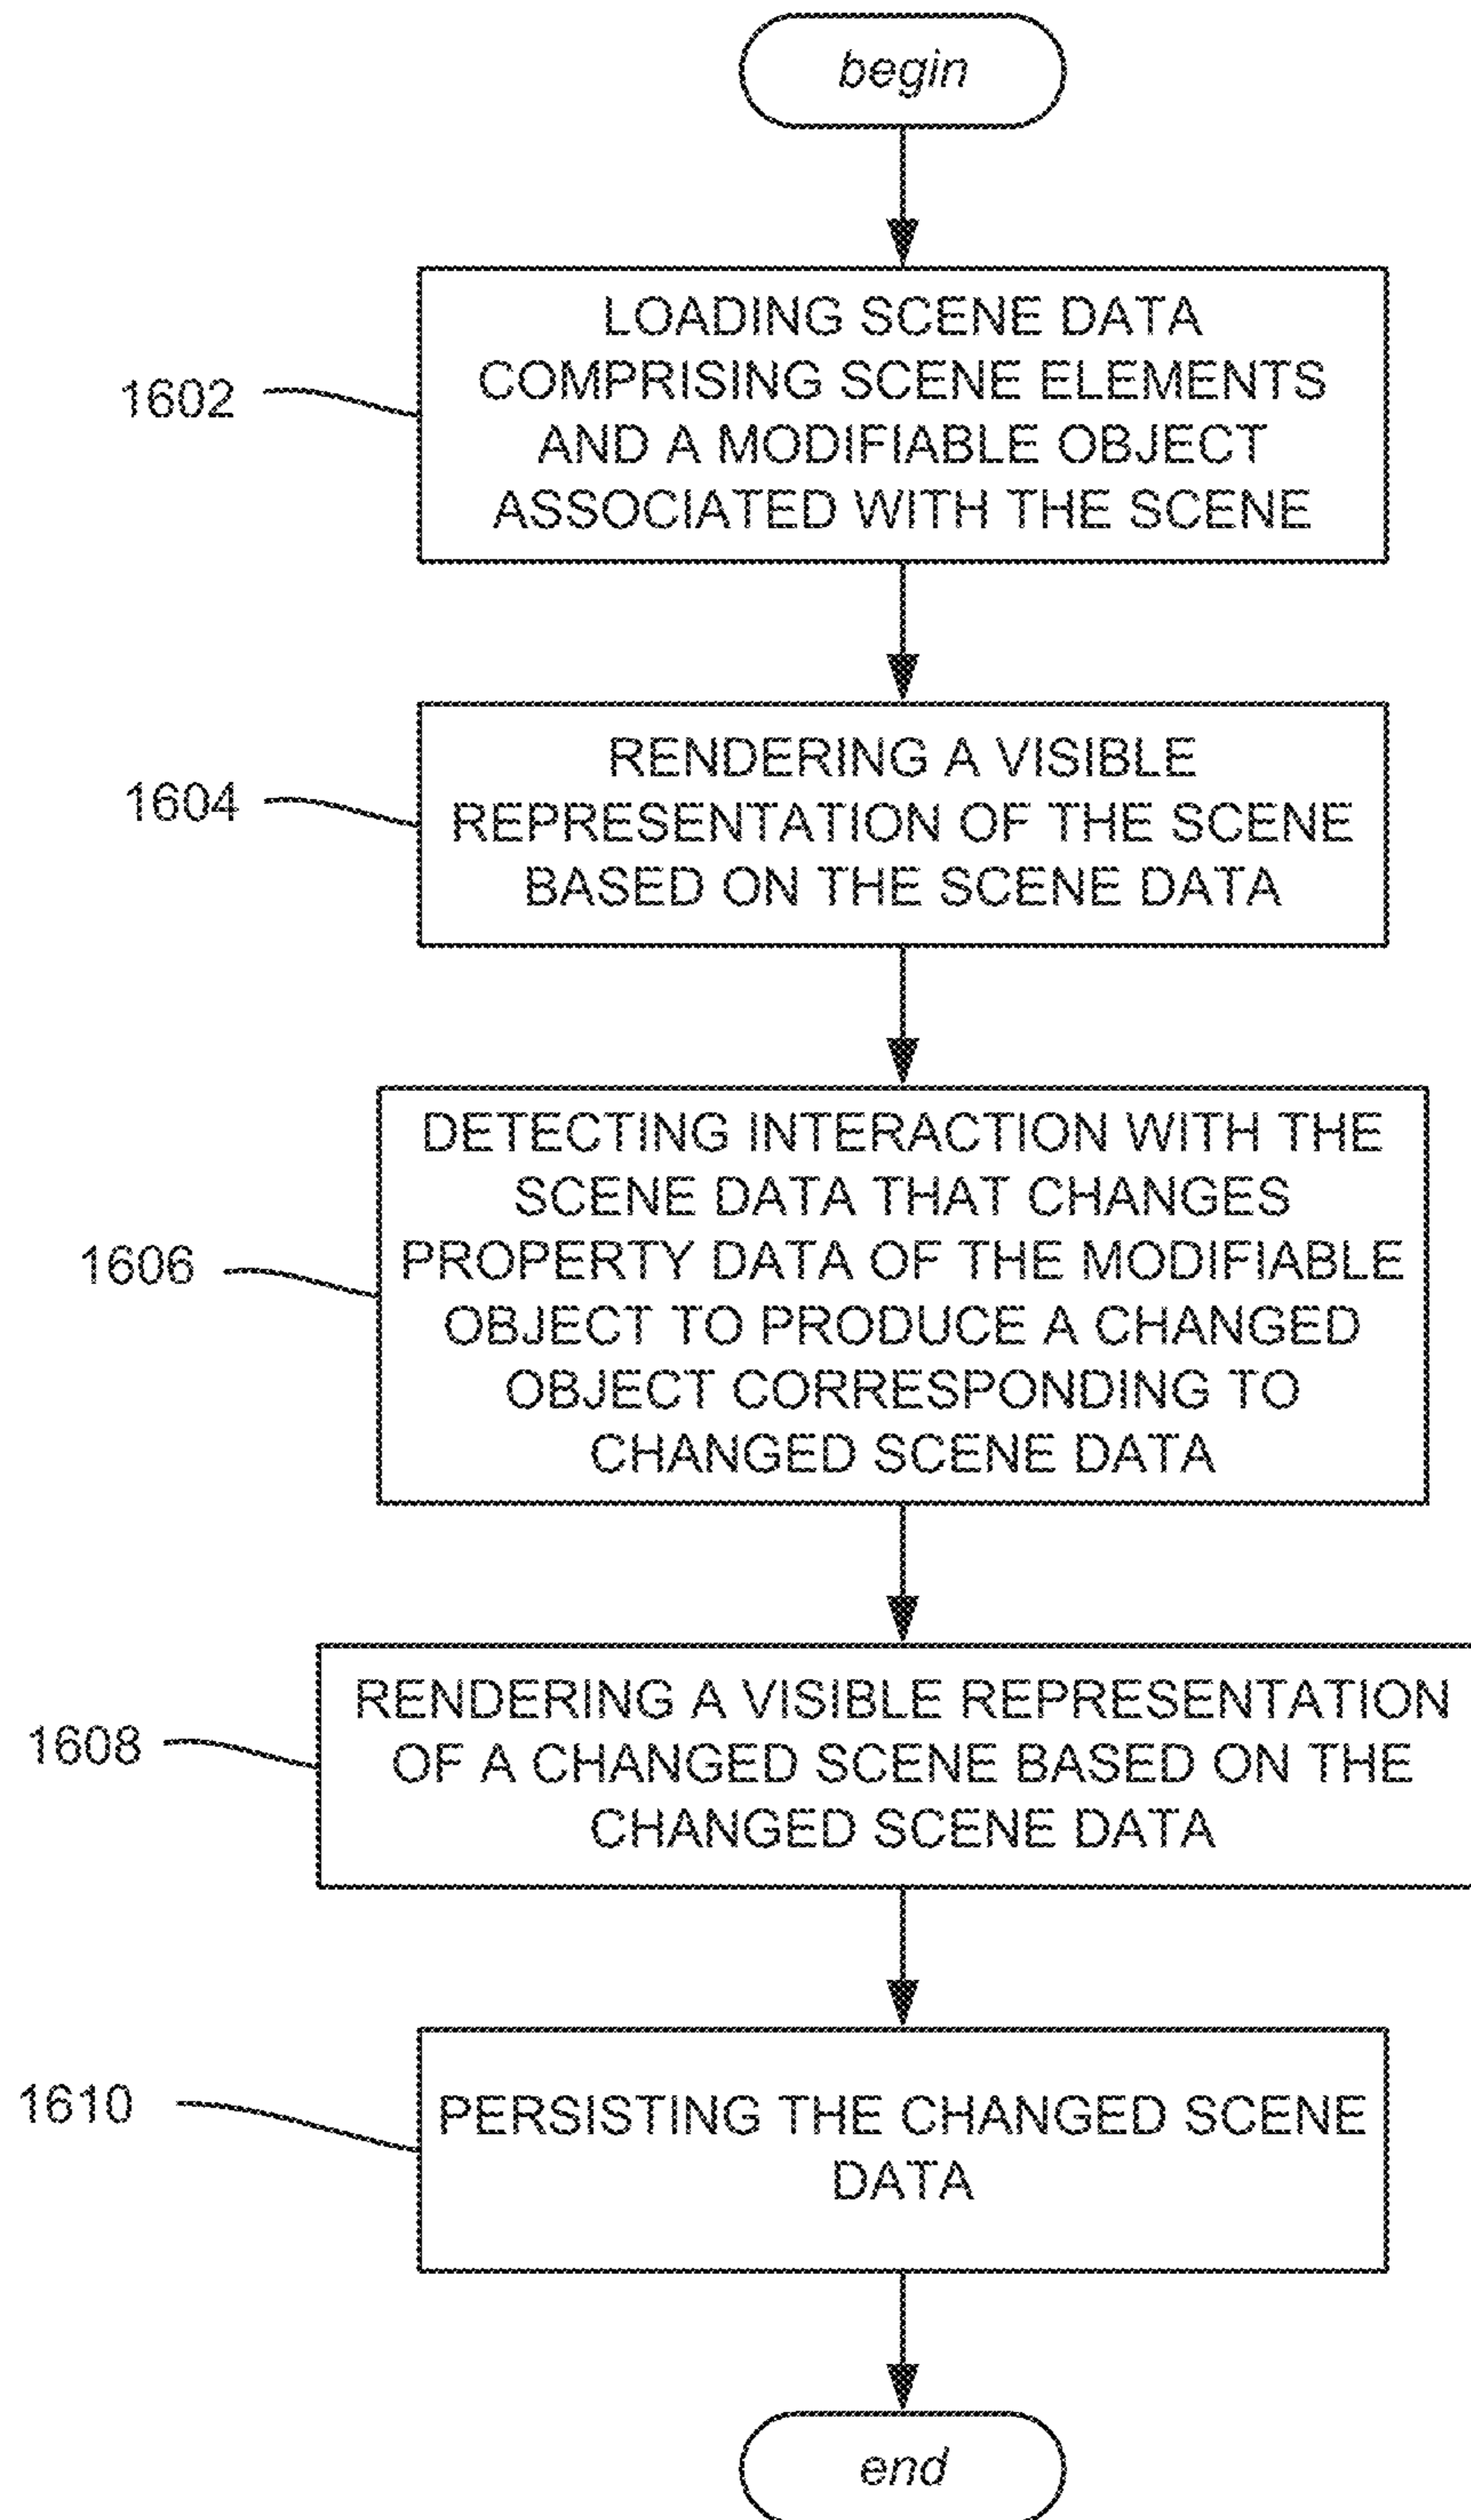 begin
1602
LOADING SCENE DATA
COMPRISING SCENE ELEMENTS
AND A MODIFIABLE OBJECT
ASSOCIATED WITH THE SCENE
1604
RENDERING A VISIBLE
REPRESENTATION OF THE SCENE
BASED ON THE SCENE DATA
1606
DETECTING INTERACTION WITH THE
SCENE DATA THAT CHANGES
PROPERTY DATA OF THE MODIFIABLE
OBJECT TO PRODUCE A CHANGED
OBJECT CORRESPONDING TO
CHANGED SCENE DATA
1608
RENDERING A VISIBLE REPRESENTATION
OF A CHANGED SCENE BASED ON THE
CHANGED SCENE DATA
1610
PERSISTING THE CHANGED SCENE
DATA
end